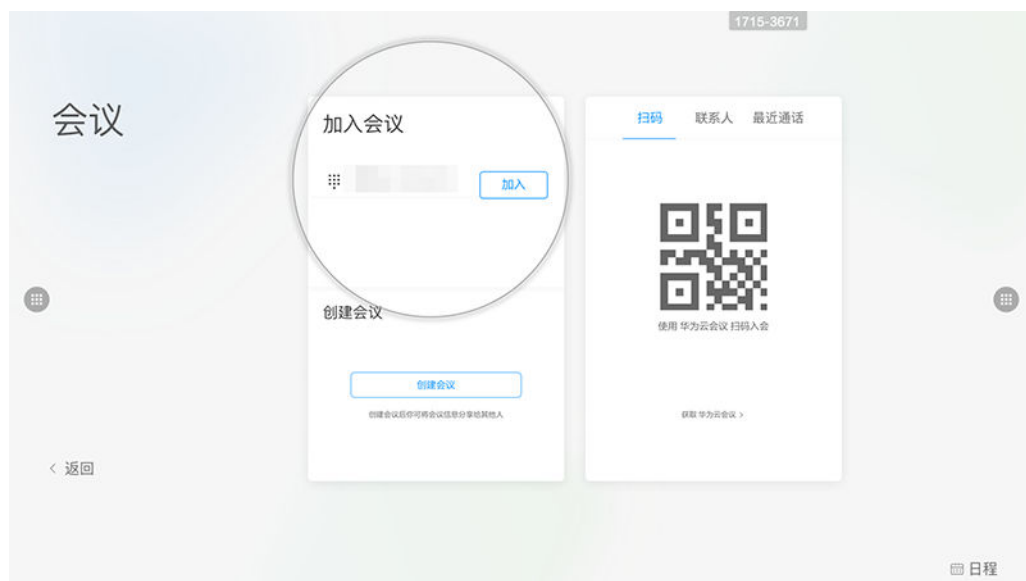 1715-3671
会议
加入会议
加入
创建会议
创建会议
创建会议后你可将会议信息分享给其他人
扫码 联系人 最近通话
使用 华为云会议 扫码入会
获取 华为云会议 >
< 返回
日程